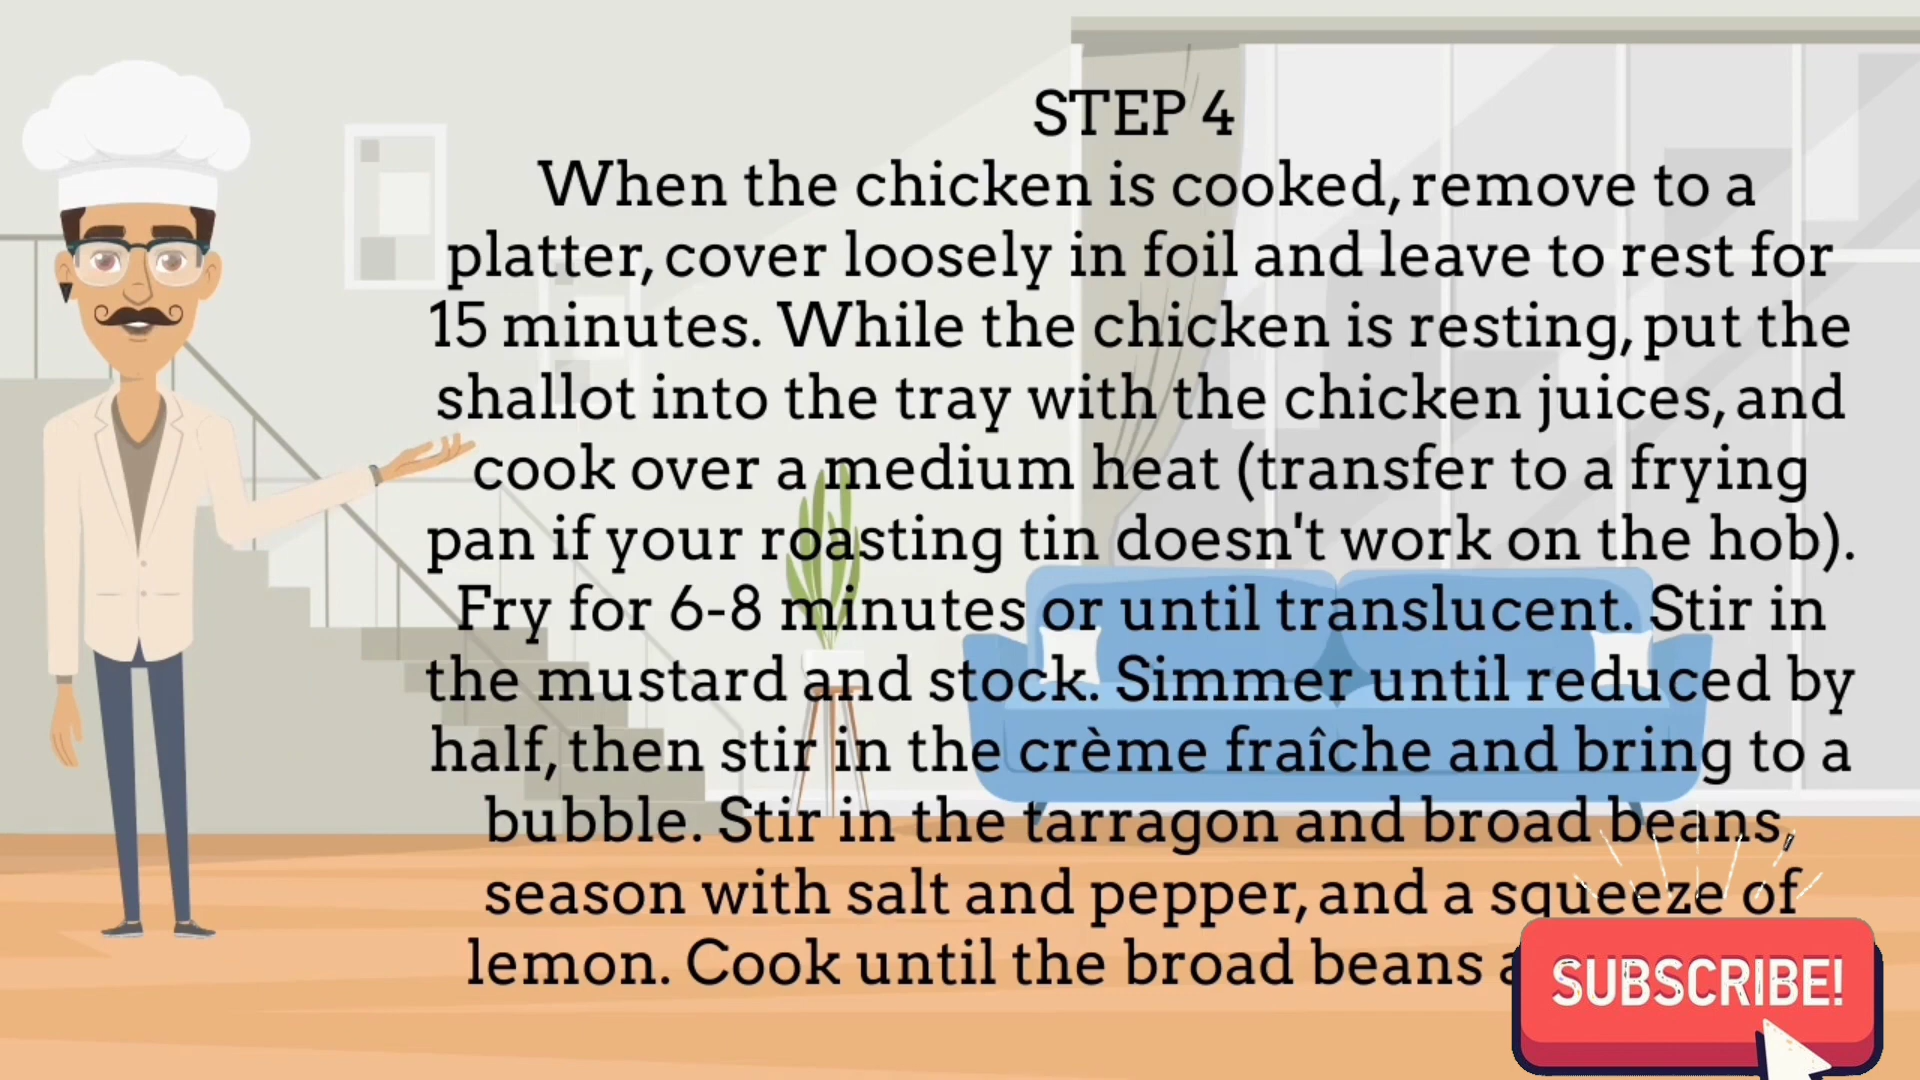 STEP 4
When the chicken is cooked, remove to a
platter, cover loosely in foil and leave to rest for
15 minutes. While the chicken is resting, put the
shallot into the tray with the chicken juices, and
cook over a medium heat (transfer to a frying
pan if your roasting tin doesn't work on the hob).
Fry for 6-8 minutes or until translucent. Stir in
the mustard and stock. Simmer until reduced by
half, then stir in the crème fraîche and bring to a
bubble. Stir in the tarragon and broad beans,
season with salt and pepper, and a squeeze of
lemon. Cook until the broad beans
SUBSCRIBE!